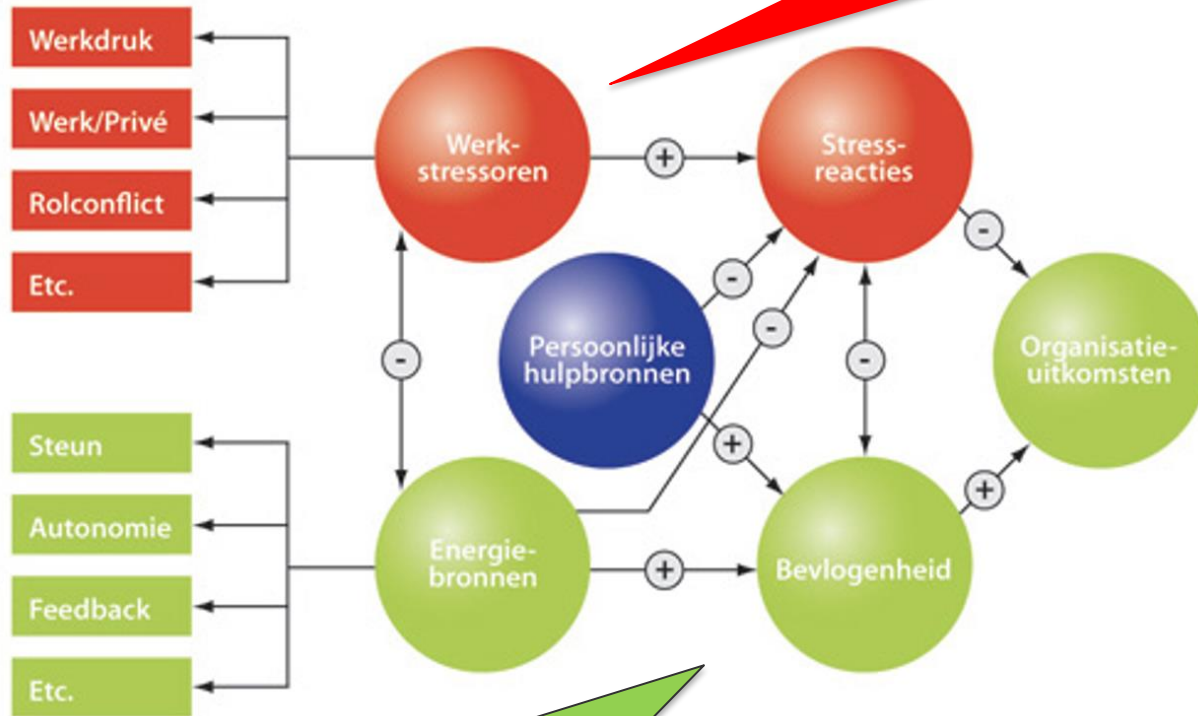 Werkdruk
Werk/Privé
Rolconflict
Etc.
Werk-
stressoren
+
Stress-
reacties
-
-
-
-
-
Persoonlijke
hulpbronnen
Organisatie-
uitkomsten
+
+
Steun
Autonomie
Feedback
Etc.
Energie-
bronnen
+
Bevlogenheid